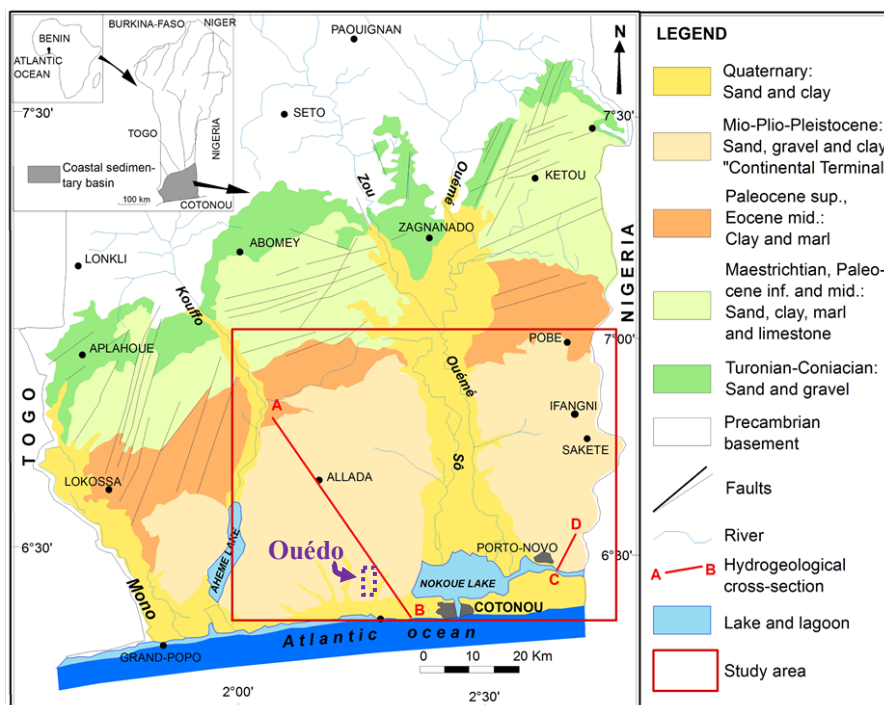 BURKINA-FASO
NIGER
PAOUIGNAN
N
BENIN
ATLANTIC
OCEAN
TOGO
NIGERIA
Coastal sedimen-
tary basin
100 km
COTONOU
7°30'
7°30'
SETO
Zou
Ouémé
KETOU
ZAGNANADO
ABOMEY
LONKLI
Kouffo
NIGERIA
7°00'
POBE
APLAHOUE
Ouémé
A
IFANGNI
SAKETE
TOGO
ALLADA
Sô
LOKOSSA
D
6°30'
6°30'
PORTO-NOVO
AHEME LAKE
Ouédo
NOKOUE LAKE
C
Mono
B
COTONOU
Atlantic ocean
GRAND-POPO
0 10 20 Km
2°00'
2°30'
LEGEND
Quaternary:
Sand and clay
Mio-Plio-Pleistocene:
Sand, gravel and clay
"Continental Terminal
Paleocene sup.,
Eocene mid.:
Clay and marl
Maestrichtian, Paleo-
cene inf. and mid.:
Sand, clay, marl
and limestone
Turonian-Coniacian:
Sand and gravel
Precambrian
basement
Faults
River
A B Hydrogeological
cross-section
Lake and lagoon
Study area